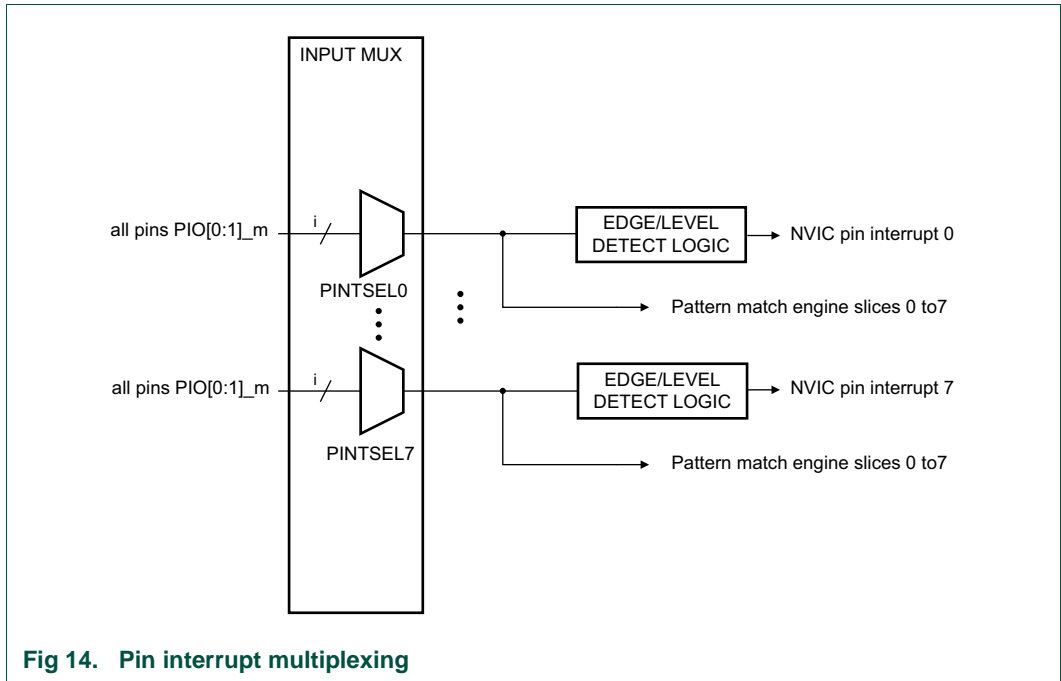 INPUT MUX
all pins PIO[0:1]_m
i
PINTSEL0
EDGE/LEVEL
DETECT LOGIC
NVIC pin interrupt 0
Pattern match engine slices 0 to7
all pins PIO[0:1]_m
i
PINTSEL7
EDGE/LEVEL
DETECT LOGIC
NVIC pin interrupt 7
Pattern match engine slices 0 to7
Fig 14. Pin interrupt multiplexing